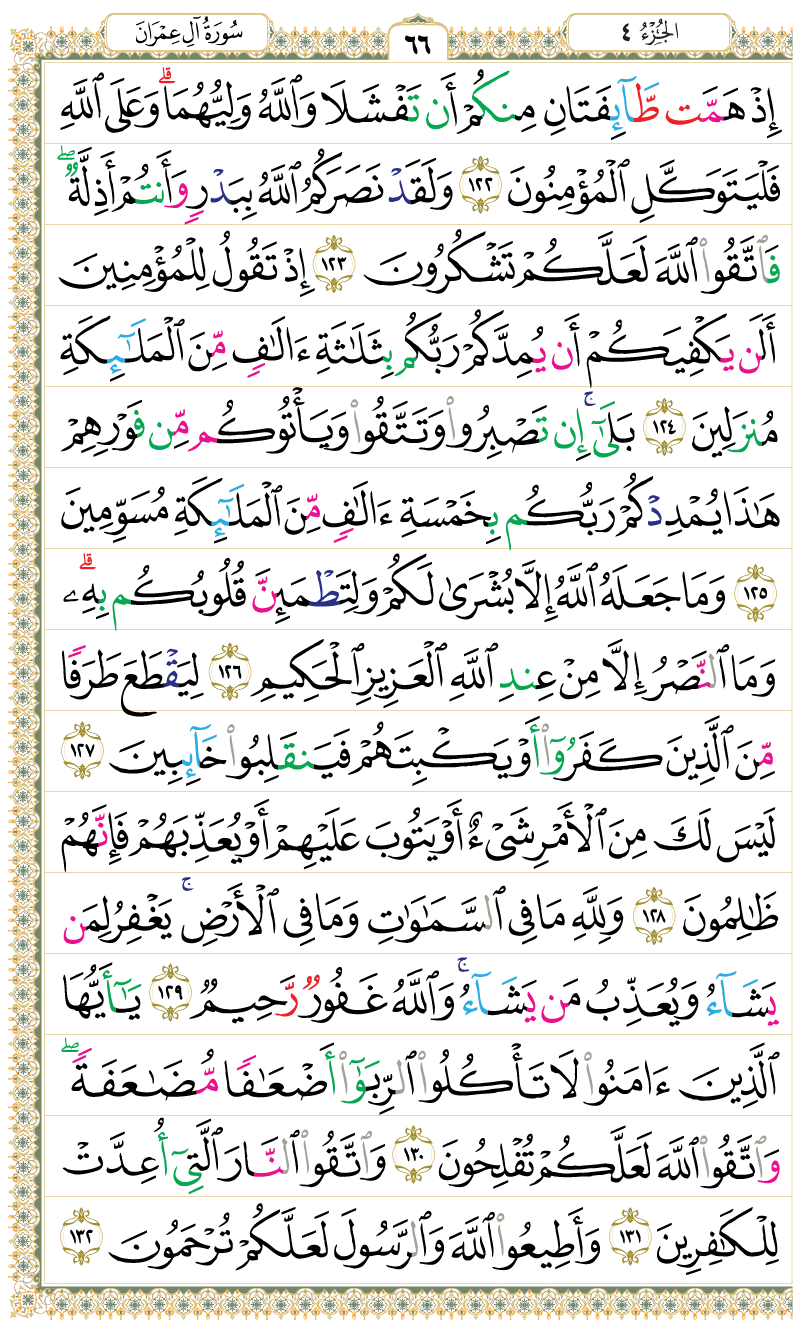 الجُزْءُ ٤ ٦٦ سُورَةُ آلِ عِمْرَانَ
إِذْ هَمَّت طَّآئِفَتَانِ مِنكُمْ أَن تَفْشَلَا وَٱللَّهُ وَلِيُّهُمَاۗ وَعَلَى ٱللَّهِ
فَلْيَتَوَكَّلِ ٱلْمُؤْمِنُونَ ١٢٢ وَلَقَدْ نَصَرَكُمُ ٱللَّهُ بِبَدْرٍ وَأَنتُمْ أَذِلَّةٌۖ
فَٱتَّقُوا۟ ٱللَّهَ لَعَلَّكُمْ تَشْكُرُونَ ١٢٣ إِذْ تَقُولُ لِلْمُؤْمِنِينَ
أَلَن يَكْفِيَكُمْ أَن يُمِدَّكُمْ رَبُّكُم بِثَلَٰثَةِ ءَالَٰفٍ مِّنَ ٱلْمَلَٰٓئِكَةِ
مُنزَلِينَ ١٢٤ بَلَىٰٓۚ إِن تَصْبِرُوا۟ وَتَتَّقُوا۟ وَيَأْتُوكُم مِّن فَوْرِهِمْ
هَٰذَا يُمْدِدْكُمْ رَبُّكُم بِخَمْسَةِ ءَالَٰفٍ مِّنَ ٱلْمَلَٰٓئِكَةِ مُسَوِّمِينَ
١٢٥ وَمَا جَعَلَهُ ٱللَّهُ إِلَّا بُشْرَىٰ لَكُمْ وَلِتَطْمَئِنَّ قُلُوبُكُم بِهِۦۗ
وَمَا ٱلنَّصْرُ إِلَّا مِنْ عِندِ ٱللَّهِ ٱلْعَزِيزِ ٱلْحَكِيمِ ١٢٦ لِيَقْطَعَ طَرَفًا
مِّنَ ٱلَّذِينَ كَفَرُوٓا۟ أَوْ يَكْبِتَهُمْ فَيَنقَلِبُوا۟ خَآئِبِينَ ١٢٧
لَيْسَ لَكَ مِنَ ٱلْأَمْرِ شَىْءٌ أَوْ يَتُوبَ عَلَيْهِمْ أَوْ يُعَذِّبَهُمْ فَإِنَّهُمْ
ظَٰلِمُونَ ١٢٨ وَلِلَّهِ مَا فِى ٱلسَّمَٰوَٰتِ وَمَا فِى ٱلْأَرْضِۚ يَغْفِرُ لِمَن
يَشَآءُ وَيُعَذِّبُ مَن يَشَآءُۚ وَٱللَّهُ غَفُورٌ رَّحِيمٌ ١٢٩ يَٰٓأَيُّهَا
ٱلَّذِينَ ءَامَنُوا۟ لَا تَأْكُلُوا۟ ٱلرِّبَوٰٓا۟ أَضْعَٰفًا مُّضَٰعَفَةًۖ
وَٱتَّقُوا۟ ٱللَّهَ لَعَلَّكُمْ تُفْلِحُونَ ١٣٠ وَٱتَّقُوا۟ ٱلنَّارَ ٱلَّتِىٓ أُعِدَّتْ
لِلْكَٰفِرِينَ ١٣١ وَأَطِيعُوا۟ ٱللَّهَ وَٱلرَّسُولَ لَعَلَّكُمْ تُرْحَمُونَ ١٣٢